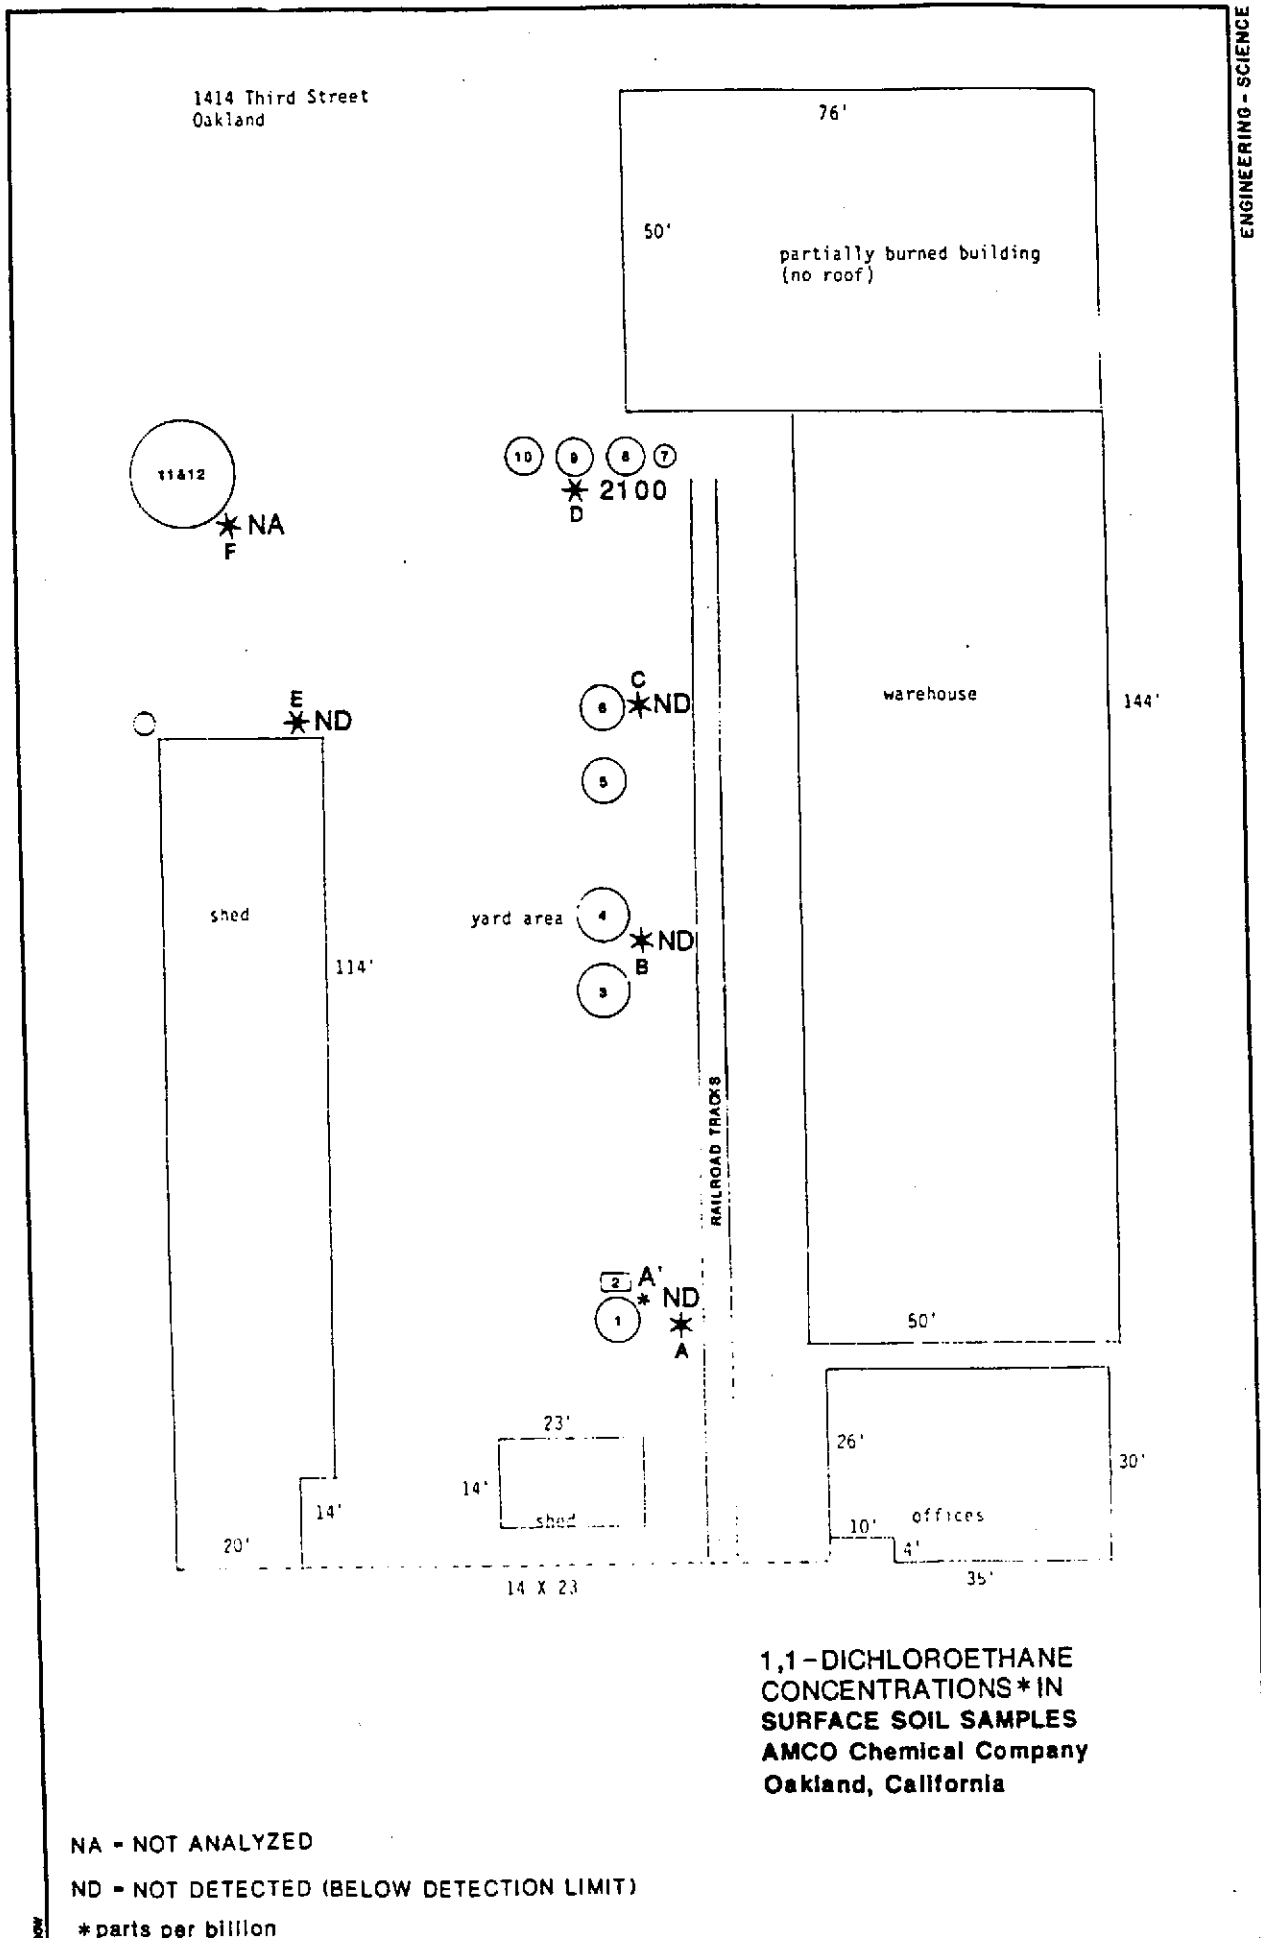 ENGINEERING-SCIENCE
1414 Third Street
Oakland
76'
50'
partially burned building
(no roof)
11&12
10
9
8
7
2100
D
NA
F
C
6
ND
E
ND
5
warehouse
144'
shed
yard area
4
ND
B
114'
3
RAILROAD TRACKS
2
A'
ND
1
A
50'
23'
14'
shed
14'
20'
26'
30'
offices
10'
4'
35'
14 X 23
1,1-DICHLOROETHANE
CONCENTRATIONS*IN
SURFACE SOIL SAMPLES
AMCO Chemical Company
Oakland, California
NA - NOT ANALYZED
ND - NOT DETECTED (BELOW DETECTION LIMIT)
*parts per billion